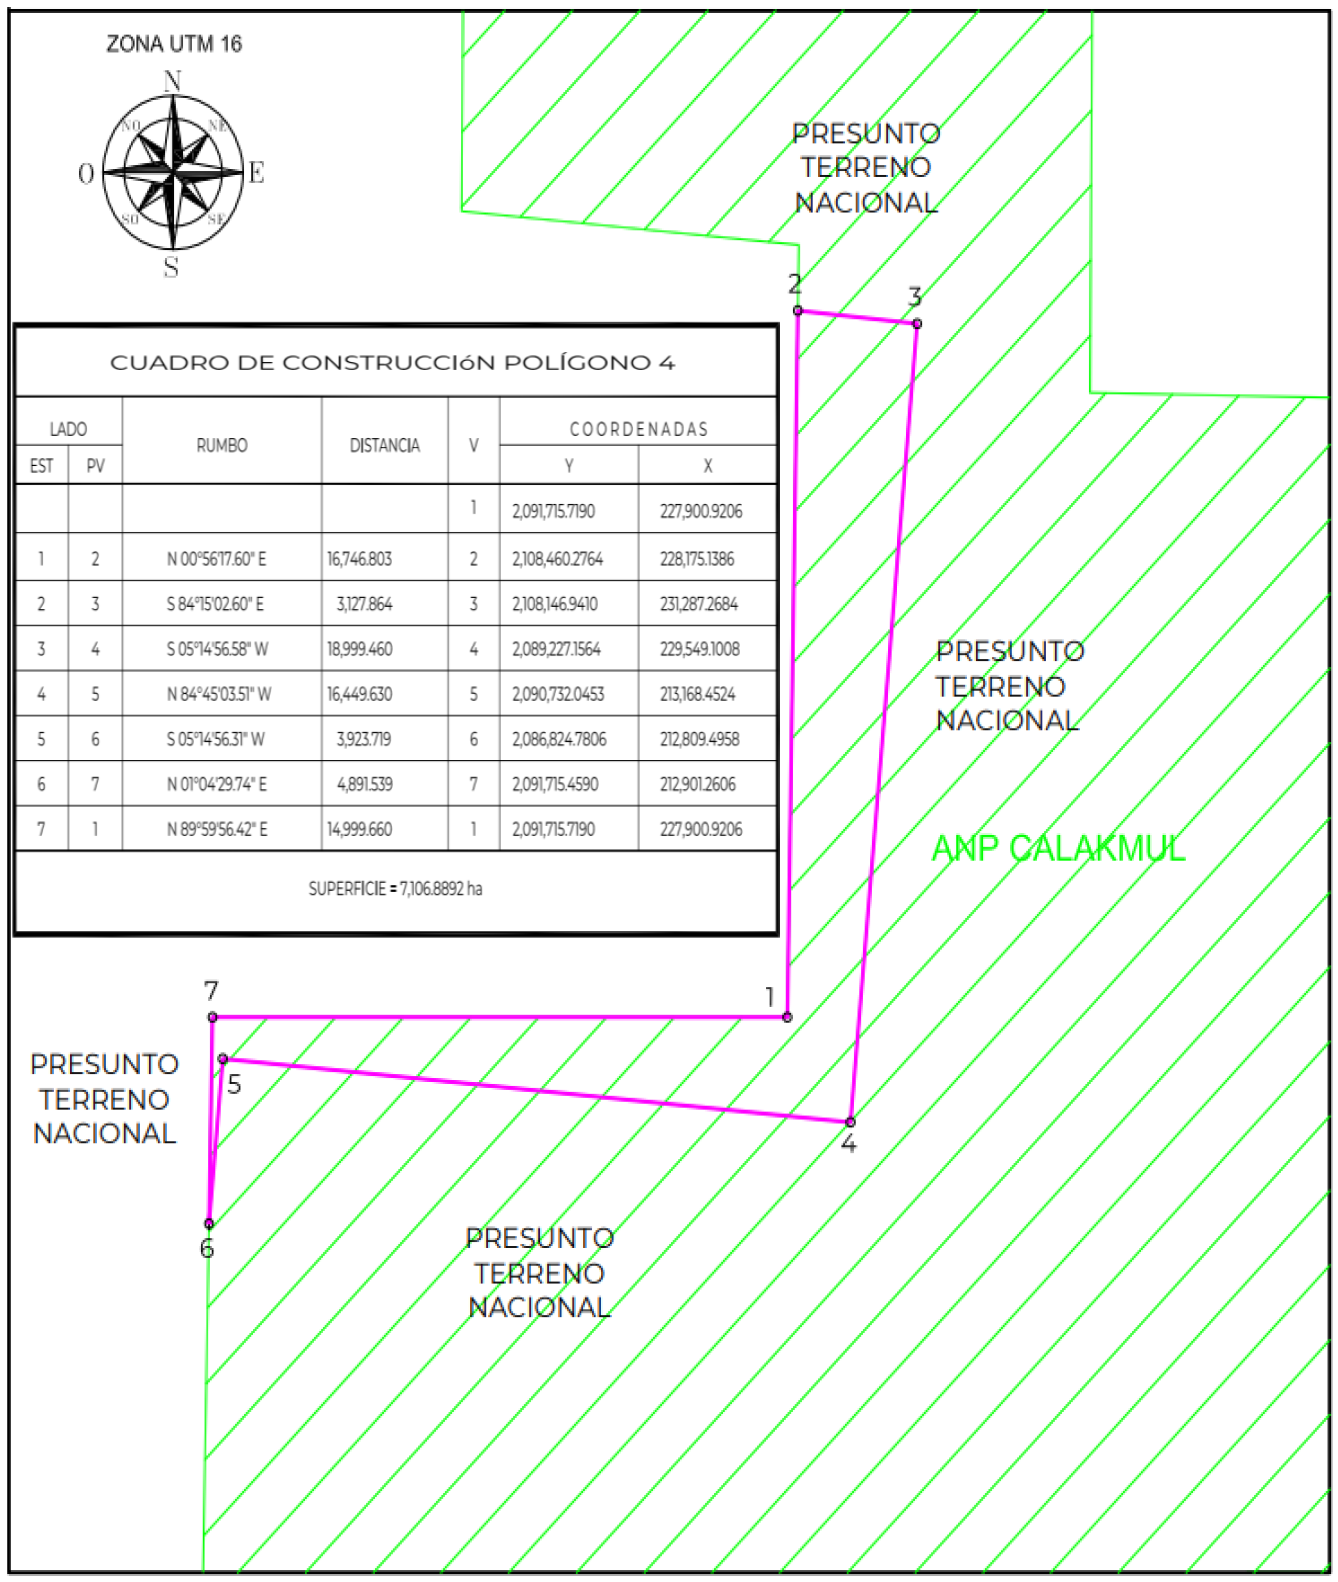 ZONA UTM 16
N
NO NE
O E
SO SE
S
PRESUNTO
TERRENO
NACIONAL
2
3
CUADRO DE CONSTRUCCIóN POLÍGONO 4
LADO RUMBO DISTANCIA V COORDENADAS
EST PV Y X
1 2,091,715.7190 227,900.9206
1 2 N 00°56'17.60" E 16,746.803 2 2,108,460.2764 228,175.1386
2 3 S 84°15'02.60" E 3,127.864 3 2,108,146.9410 231,287.2684
3 4 S 05°14'56.58" W 18,999.460 4 2,089,227.1564 229,549.1008
4 5 N 84°45'03.51" W 16,449.630 5 2,090,732.0453 213,168.4524
5 6 S 05°14'56.31" W 3,923.719 6 2,086,824.7806 212,809.4958
6 7 N 01°04'29.74" E 4,891.539 7 2,091,715.4590 212,901.2606
7 1 N 89°59'56.42" E 14,999.660 1 2,091,715.7190 227,900.9206
SUPERFICIE = 7,106.8892 ha
PRESUNTO
TERRENO
NACIONAL
ANP CALAKMUL
7
1
PRESUNTO
TERRENO
NACIONAL
5
4
6
PRESUNTO
TERRENO
NACIONAL